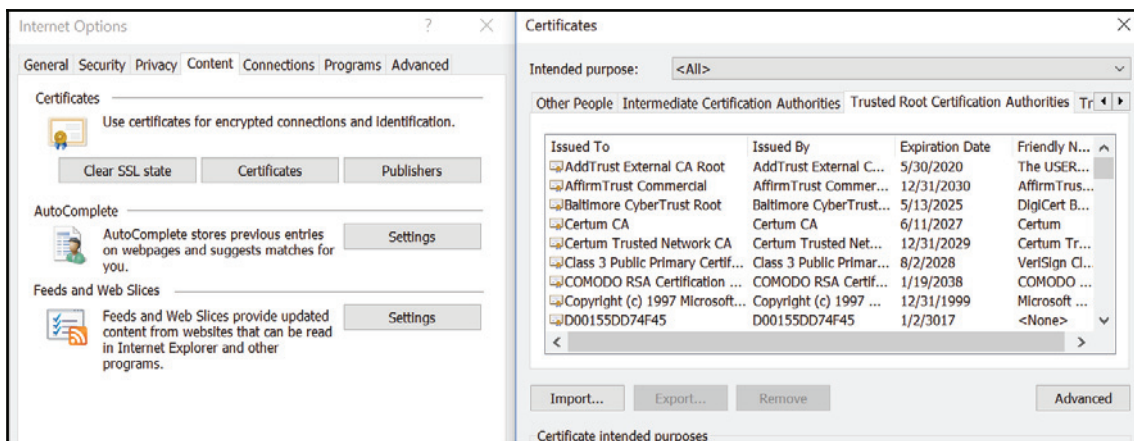 Internet Options
?
General Security Privacy Content Connections Programs Advanced
Certificates
Use certificates for encrypted connections and identification.
Clear SSL state
Certificates
Publishers
AutoComplete
AutoComplete stores previous entries
on webpages and suggests matches for
you.
Settings
Feeds and Web Slices
Feeds and Web Slices provide updated
content from websites that can be read
in Internet Explorer and other
programs.
Settings
Certificates
Intended purpose: <All>
Other People Intermediate Certification Authorities Trusted Root Certification Authorities Tr
Issued To Issued By Expiration Date Friendly N...
AddTrust External CA Root AddTrust External C... 5/30/2020 The USER...
AffirmTrust Commercial AffirmTrust Commer... 12/31/2030 AffirmTrus...
Baltimore CyberTrust Root Baltimore CyberTrust... 5/13/2025 DigiCert B...
Certum CA Certum CA 6/11/2027 Certum
Certum Trusted Network CA Certum Trusted Net... 12/31/2029 Certum Tr...
Class 3 Public Primary Certif... Class 3 Public Primar... 8/2/2028 VeriSign Cl...
COMODO RSA Certification ... COMODO RSA Certif... 1/19/2038 COMODO ...
Copyright (c) 1997 Microsoft... Copyright (c) 1997 ... 12/31/1999 Microsoft ...
D00155DD74F45 D00155DD74F45 1/2/3017 <None>
Import... Export... Remove Advanced
Certificate intended purposes